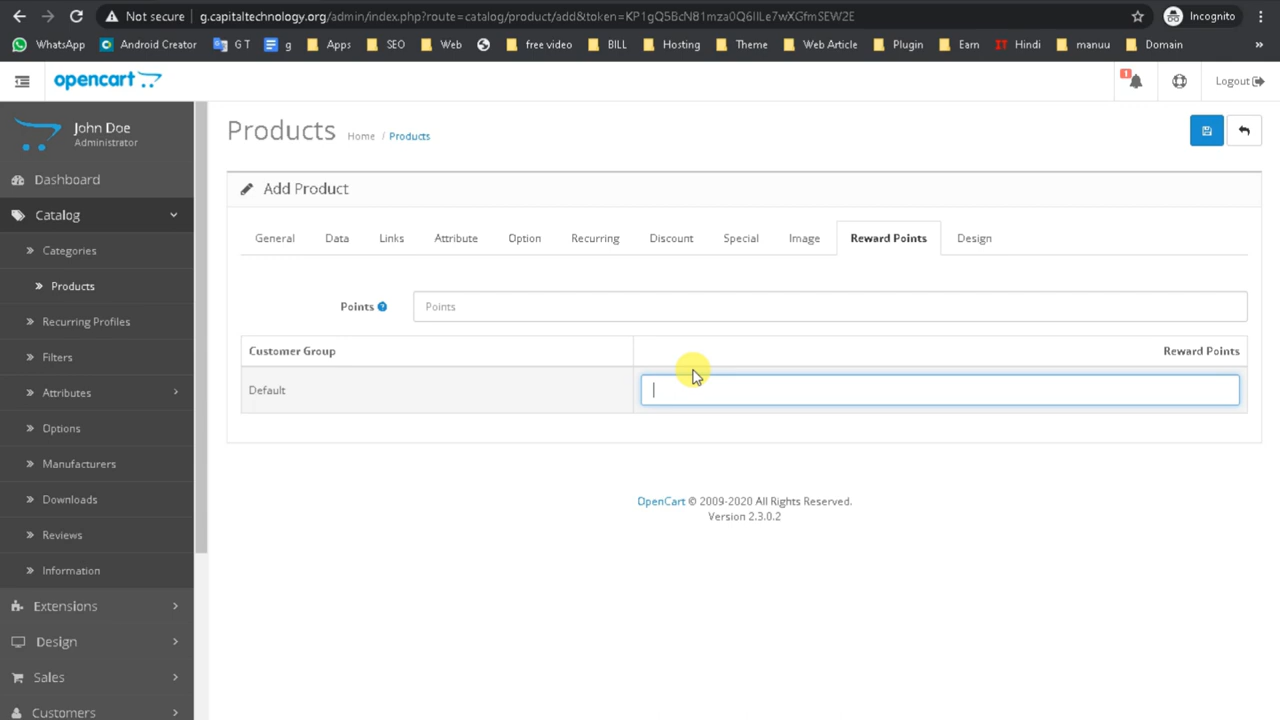 Not secure g.capitaltechnology.org/admin/index.php?route=catalog/product/add&token=KP1gQ5BcN81mza0Q6IlLe7wXGfmSEW2E Incognito
WhatsApp Android Creator G T g Apps SEO Web free video BILL Hosting Theme Web Article Plugin Earn IT Hindi manuu Domain »
opencart 1 Logout
John Doe
Administrator
Products Home / Products
Dashboard
Add Product
Catalog
General Data Links Attribute Option Recurring Discount Special Image Reward Points Design
Categories
Products
Points ? Points
Recurring Profiles
Customer Group Reward Points
Filters
Default
Attributes
Options
Manufacturers
Downloads
OpenCart © 2009-2020 All Rights Reserved.
Version 2.3.0.2
Reviews
Information
Extensions
Design
Sales
Customers